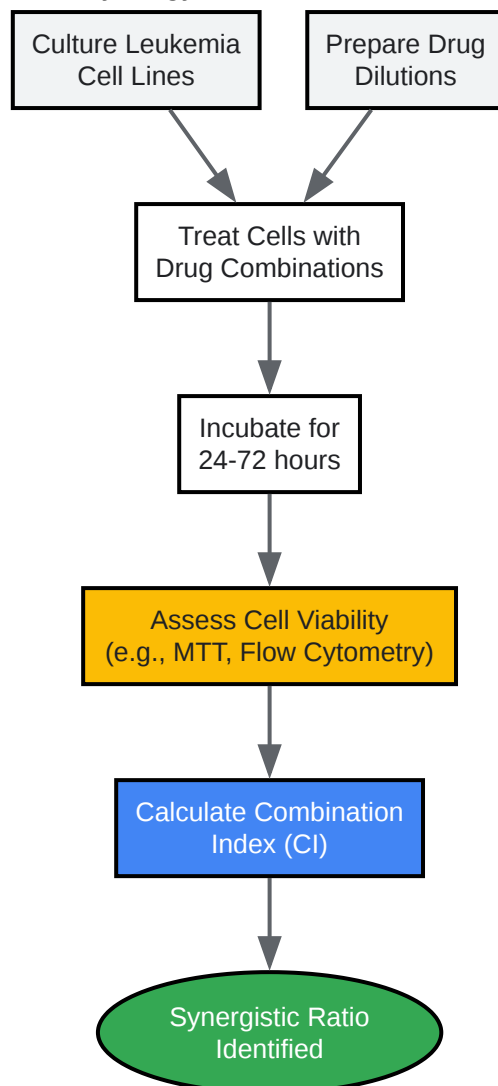 Culture Leukemia
Cell Lines
Prepare Drug
Dilutions
Treat Cells with
Drug Combinations
Incubate for
24-72 hours
Assess Cell Viability
(e.g., MTT, Flow Cytometry)
Calculate Combination
Index (CI)
Synergistic Ratio
Identified